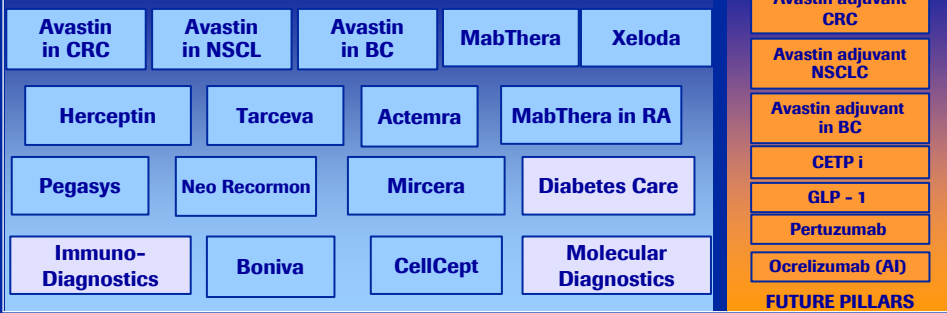 Avastin
in CRC
Avastin
in NSCL
Avastin
in BC
MabThera
Xeloda
Herceptin
Tarceva
Actemra
MabThera in RA
Pegasys
Neo Recormon
Mircera
Diabetes Care
Immuno-
Diagnostics
Boniva
CellCept
Molecular
Diagnostics
Avastin adjuvant
CRC
Avastin adjuvant
NSCLC
Avastin adjuvant
in BC
CETP i
GLP - 1
Pertuzumab
Ocrelizumab (AI)
FUTURE PILLARS